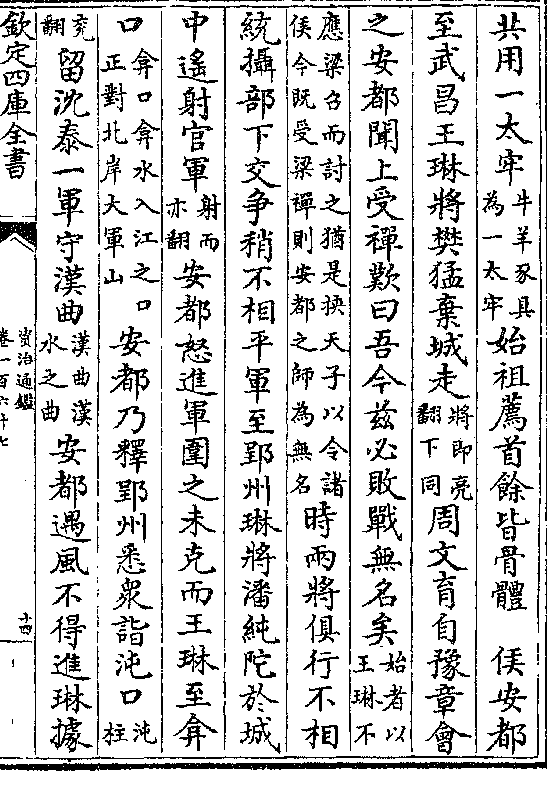 共用一太牢牛羊豕具為一太牢始祖薦首餘皆骨體 侯安都
至武昌王琳將樊猛棄城走將即亮翻下同周文育自豫章會
之安都聞上受禪歎曰吾今茲必敗戰無名矣始者以王琳不
應梁召而討之猶是挾天子以令諸侯今既受梁禪則安都之師為無名時兩將俱行不相
統攝部下交爭稍不相平軍至郢州琳將潘純陀於城
中遙射官軍射而亦翻安都怒進軍圍之未克而王琳至弇
口弇口弇水入江之口正對北岸大軍山安都乃釋郢州悉衆詣沌口沌柱
兖翻留沈泰一軍守漢曲漢曲漢水之曲安都遇風不得進琳據
欽定四庫全書
資治通鑑
卷一百六十七
十四